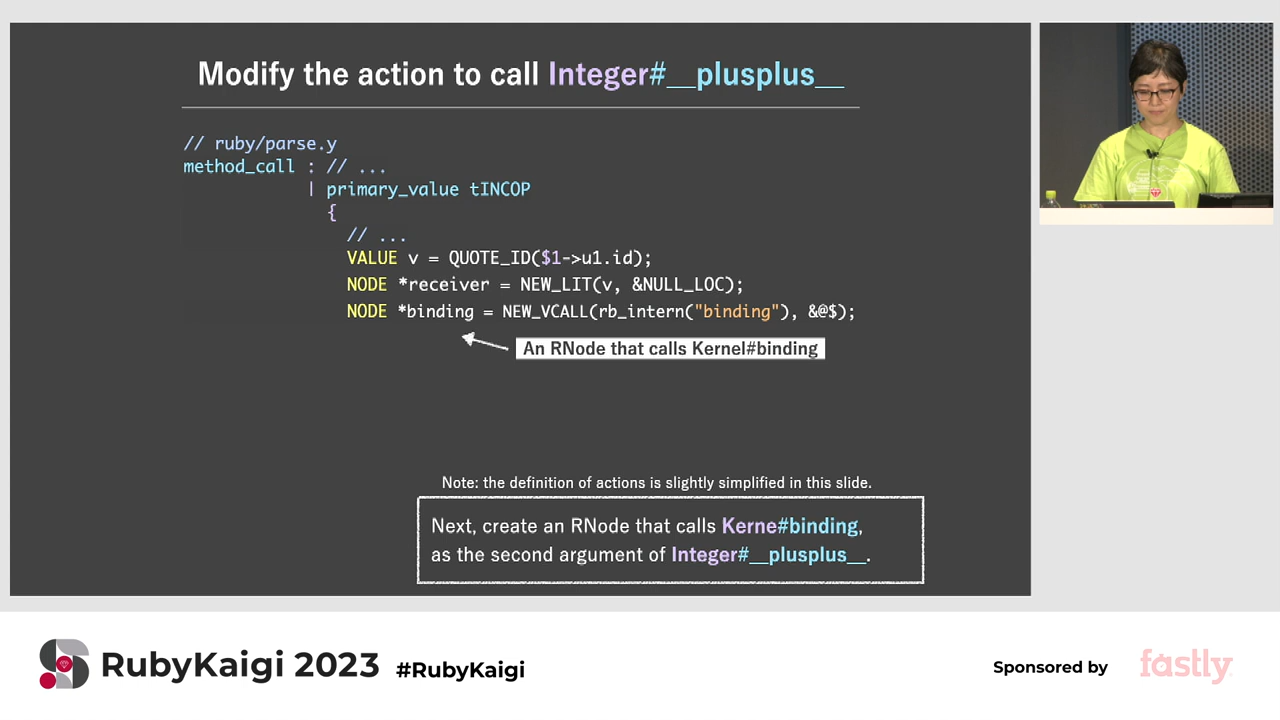 Modify the action to call Integer#__plusplus__
// ruby/parse.y
method_call : // ...
| primary_value tINCOP
{
// ...
VALUE v = QUOTE_ID($1->u1.id);
NODE *receiver = NEW_LIT(v, &NULL_LOC);
NODE *binding = NEW_VCALL(rb_intern("binding"), &@$);
An RNode that calls Kernel#binding
Note: the definition of actions is slightly simplified in this slide.
Next, create an RNode that calls Kerne#binding,
as the second argument of Integer#__plusplus__.
RubyKaigi 2023 #RubyKaigi
Sponsored by fastly